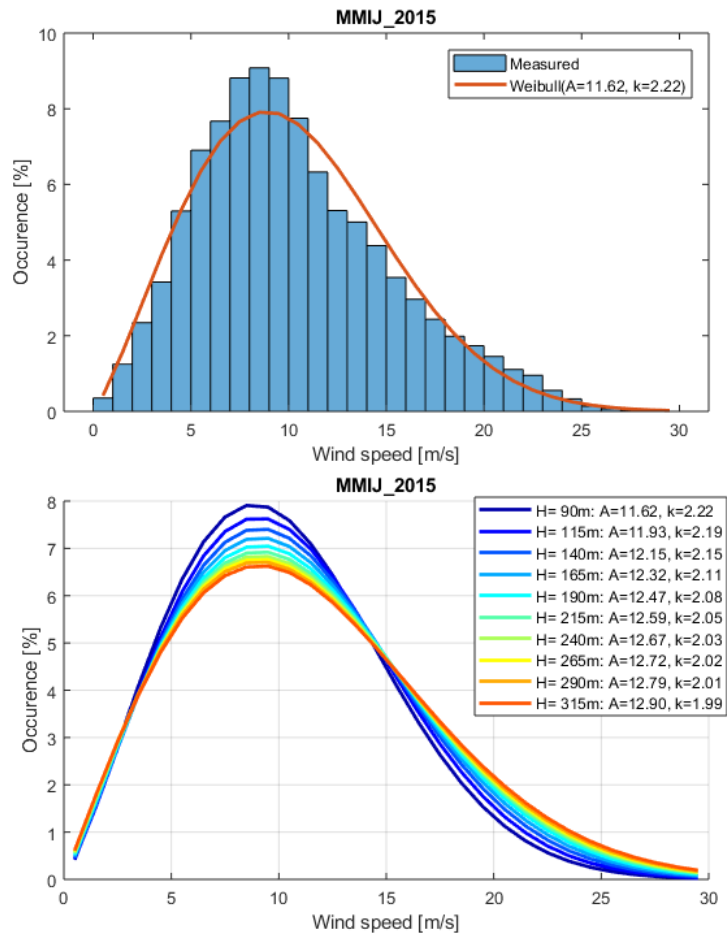 MMIJ_2015
10
8
6
4
2
0
Occurence [%]
Measured
Weibull(A=11.62, k=2.22)
0 5 10 15 20 25 30
Wind speed [m/s]
MMIJ_2015
8
7
6
5
4
3
2
1
0
Occurence [%]
H= 90m: A=11.62, k=2.22
H= 115m: A=11.93, k=2.19
H= 140m: A=12.15, k=2.15
H= 165m: A=12.32, k=2.11
H= 190m: A=12.47, k=2.08
H= 215m: A=12.59, k=2.05
H= 240m: A=12.67, k=2.03
H= 265m: A=12.72, k=2.02
H= 290m: A=12.79, k=2.01
H= 315m: A=12.90, k=1.99
0 5 10 15 20 25 30
Wind speed [m/s]